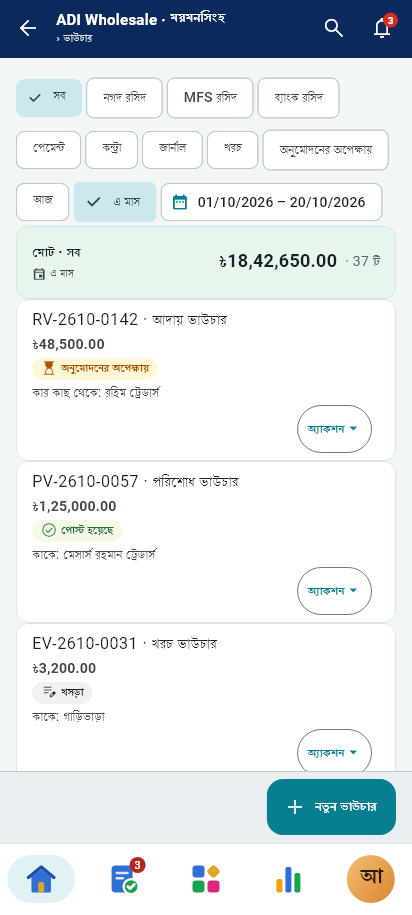 ADI Wholesale · ময়মনসিংহ
› ভাউচার
3
সব
নগদ রসিদ
MFS রসিদ
ব্যাংক রসিদ
পেমেন্ট
কন্ট্রা
জার্নাল
খরচ
অনুমোদনের অপেক্ষায়
আজ
এ মাস
01/10/2026 – 20/10/2026
মোট · সব
৳18,42,650.00 · 37 টি
এ মাস
RV-2610-0142 · আদায় ভাউচার
৳48,500.00
অনুমোদনের অপেক্ষায়
কার কাছ থেকে: রহিম ট্রেডার্স
অ্যাকশন
PV-2610-0057 · পরিশোধ ভাউচার
৳1,25,000.00
পোস্ট হয়েছে
কাকে: মেসার্স রহমান ট্রেডার্স
অ্যাকশন
EV-2610-0031 · খরচ ভাউচার
৳3,200.00
খসড়া
কাকে: গাড়িভাড়া
অ্যাকশন
নতুন ভাউচার
3
আ